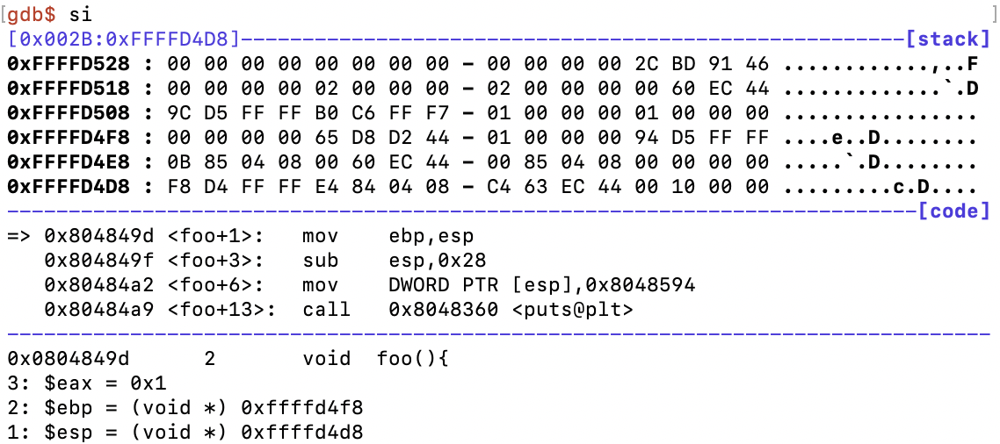 [gdb$ si ]
[0x002B:0xFFFFD4D8]------------------------------------------------------[stack]
0xFFFFD528 : 00 00 00 00 00 00 00 00 - 00 00 00 00 2C BD 91 46 ............,..F
0xFFFFD518 : 00 00 00 00 02 00 00 00 - 02 00 00 00 00 60 EC 44 .............`.D
0xFFFFD508 : 9C D5 FF FF B0 C6 FF F7 - 01 00 00 00 01 00 00 00 ................
0xFFFFD4F8 : 00 00 00 00 65 D8 D2 44 - 01 00 00 00 94 D5 FF FF ....e..D........
0xFFFFD4E8 : 0B 85 04 08 00 60 EC 44 - 00 85 04 08 00 00 00 00 .....`.D........
0xFFFFD4D8 : F8 D4 FF FF E4 84 04 08 - C4 63 EC 44 00 10 00 00 .........c.D....
--------------------------------------------------------------------------[code]
=> 0x804849d <foo+1>:   mov    ebp,esp
   0x804849f <foo+3>:   sub    esp,0x28
   0x80484a2 <foo+6>:   mov    DWORD PTR [esp],0x8048594
   0x80484a9 <foo+13>:  call   0x8048360 <puts@plt>
--------------------------------------------------------------------------------
0x0804849d      2       void  foo(){
3: $eax = 0x1
2: $ebp = (void *) 0xffffd4f8
1: $esp = (void *) 0xffffd4d8